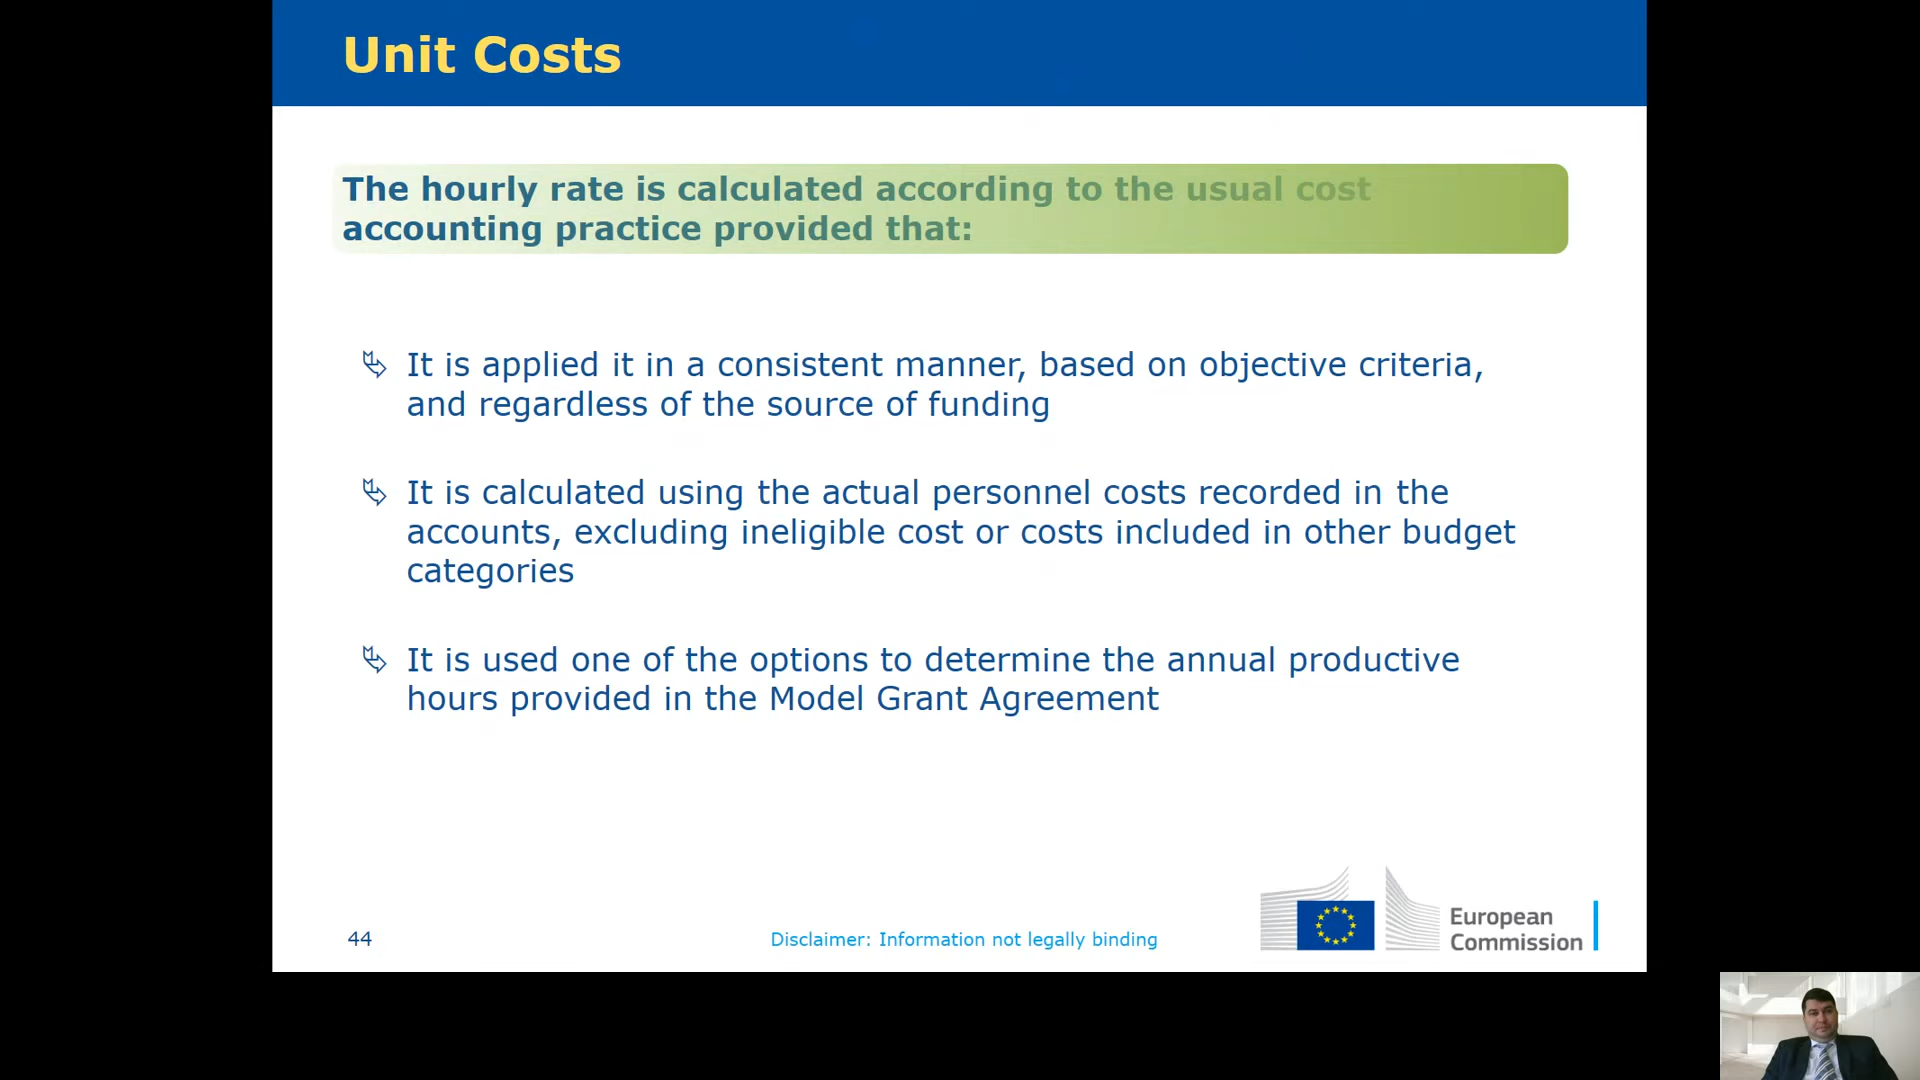 Unit Costs
The hourly rate is calculated according to the usual cost
accounting practice provided that:
It is applied it in a consistent manner, based on objective criteria,
and regardless of the source of funding
It is calculated using the actual personnel costs recorded in the
accounts, excluding ineligible cost or costs included in other budget
categories
It is used one of the options to determine the annual productive
hours provided in the Model Grant Agreement
44
Disclaimer: Information not legally binding
European
Commission